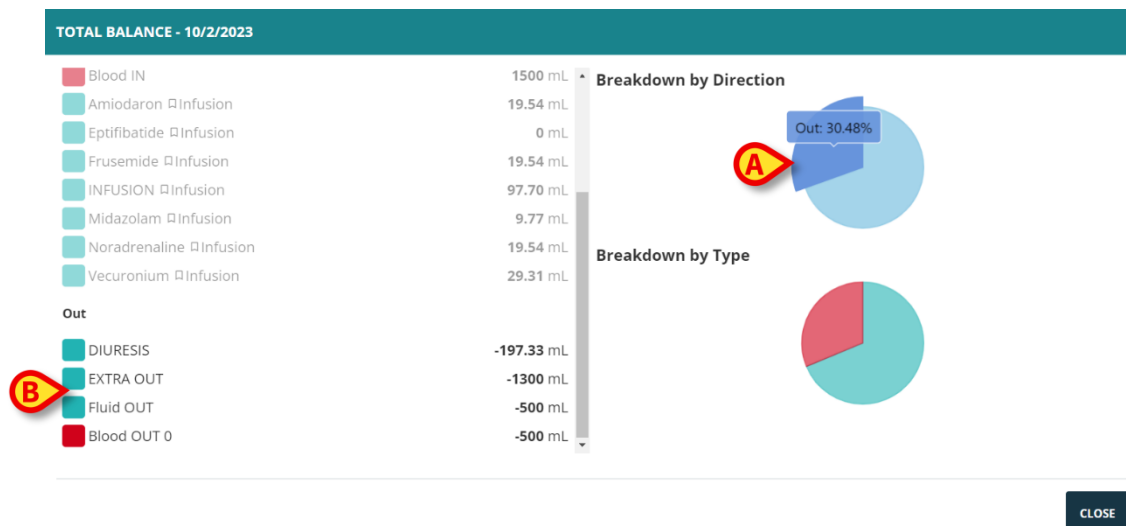 TOTAL BALANCE - 10/2/2023
Blood IN 1500 mL
Amiodaron Infusion 19.54 mL
Eptifibatide Infusion 0 mL
Frusemide Infusion 19.54 mL
INFUSION Infusion 97.70 mL
Midazolam Infusion 9.77 mL
Noradrenaline Infusion 19.54 mL
Vecuronium Infusion 29.31 mL
Out
DIURESIS -197.33 mL
EXTRA OUT -1300 mL
Fluid OUT -500 mL
Blood OUT 0 -500 mL
B
Breakdown by Direction
Out: 30.48%
A
Breakdown by Type
CLOSE